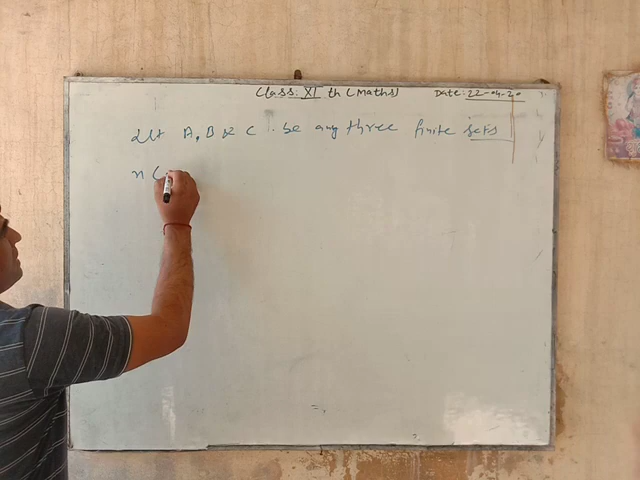 Class: XI th (Maths) Date: 22-04-20
Let A, B & C be any three finite sets
n (